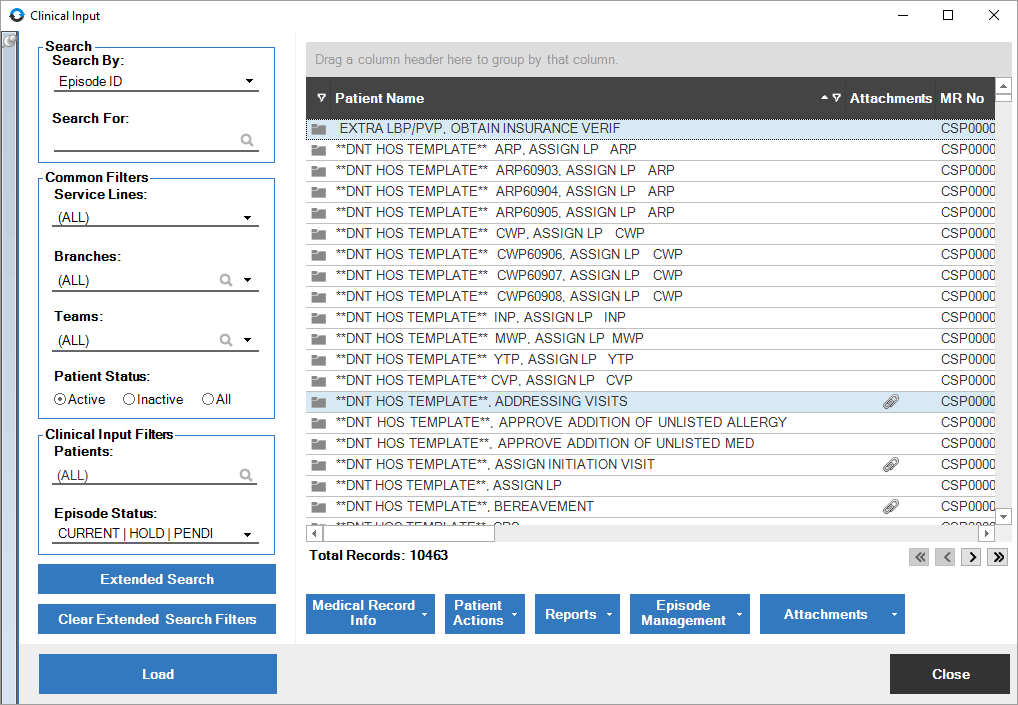 Clinical Input
Search
Search By:
Episode ID
Search For:
Common Filters
Service Lines:
(ALL)
Branches:
(ALL)
Teams:
(ALL)
Patient Status:
Active Inactive All
Clinical Input Filters
Patients:
(ALL)
Episode Status:
CURRENT | HOLD | PENDI
Extended Search
Clear Extended Search Filters
Load
Drag a column header here to group by that column.
Patient Name Attachments MR No
EXTRA LBP/PVP, OBTAIN INSURANCE VERIF CSP0000
**DNT HOS TEMPLATE** ARP, ASSIGN LP ARP CSP0000
**DNT HOS TEMPLATE** ARP60903, ASSIGN LP ARP CSP0000
**DNT HOS TEMPLATE** ARP60904, ASSIGN LP ARP CSP0000
**DNT HOS TEMPLATE** ARP60905, ASSIGN LP ARP CSP0000
**DNT HOS TEMPLATE** CWP, ASSIGN LP CWP CSP0000
**DNT HOS TEMPLATE** CWP60906, ASSIGN LP CWP CSP0000
**DNT HOS TEMPLATE** CWP60907, ASSIGN LP CWP CSP0000
**DNT HOS TEMPLATE** CWP60908, ASSIGN LP CWP CSP0000
**DNT HOS TEMPLATE** INP, ASSIGN LP INP CSP0000
**DNT HOS TEMPLATE** MWP, ASSIGN LP MWP CSP0000
**DNT HOS TEMPLATE** YTP, ASSIGN LP YTP CSP0000
**DNT HOS TEMPLATE** CVP, ASSIGN LP CVP CSP0000
**DNT HOS TEMPLATE**, ADDRESSING VISITS CSP0000
**DNT HOS TEMPLATE**, APPROVE ADDITION OF UNLISTED ALLERGY CSP0000
**DNT HOS TEMPLATE**, APPROVE ADDITION OF UNLISTED MED CSP0000
**DNT HOS TEMPLATE**, ASSIGN INITIATION VISIT CSP0000
**DNT HOS TEMPLATE**, ASSIGN LP CSP0000
**DNT HOS TEMPLATE**, BEREAVEMENT CSP0000
Total Records: 10463
Medical Record
Info
Patient
Actions
Reports
Episode
Management
Attachments
Close